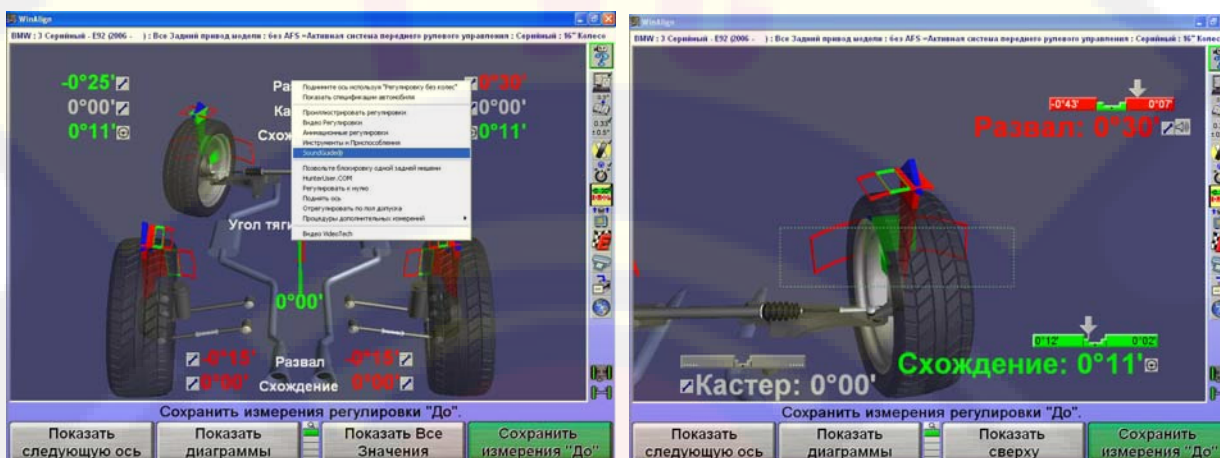 WinAlign
BMW : 3 Серийный - E92 (2006 - ) : Все Задний привод модели : без AFS =Активная система переднего рулевого управления : Серийный : 16" Колесо
-0°25'
Ра
0°30'
0°00'
Ка
0°00'
0°11'
Схож
0°11'
Поднимите ось используя "Регулировку без колес"
Показать спецификации автомобиля
Проиллюстрировать регулировки
Видео Регулировки
Анимационные регулировки
Инструменты и Приспособления
SoundGuide®
Позвольте блокировку одной задней мишени
HunterUser.COM
Регулировать к нулю
Поднять ось
Отрегулировать по пол допуска
Процедуры дополнительных измерений
Видео VideoTech
Угол тяги
0°00'
-0°15'
Развал
-0°15'
0°00'
Схождение
0°00'
Сохранить измерения регулировки "До".
Показать
следующую ось
Показать
диаграммы
Показать Все
Значения
Сохранить
измерения "До"
WinAlign
BMW : 3 Серийный - E92 (2006 - ) : Все Задний привод модели : без AFS =Активная система переднего рулевого управления : Серийный : 16" Колес
-0°43'
0°07'
Развал: 0°30'
0°12'
0°02'
Схождение: 0°11'
Кастер: 0°00'
Сохранить измерения регулировки "До".
Показать
следующую ось
Показать
диаграммы
Показать
сверху
Сохранить
измерения "До"